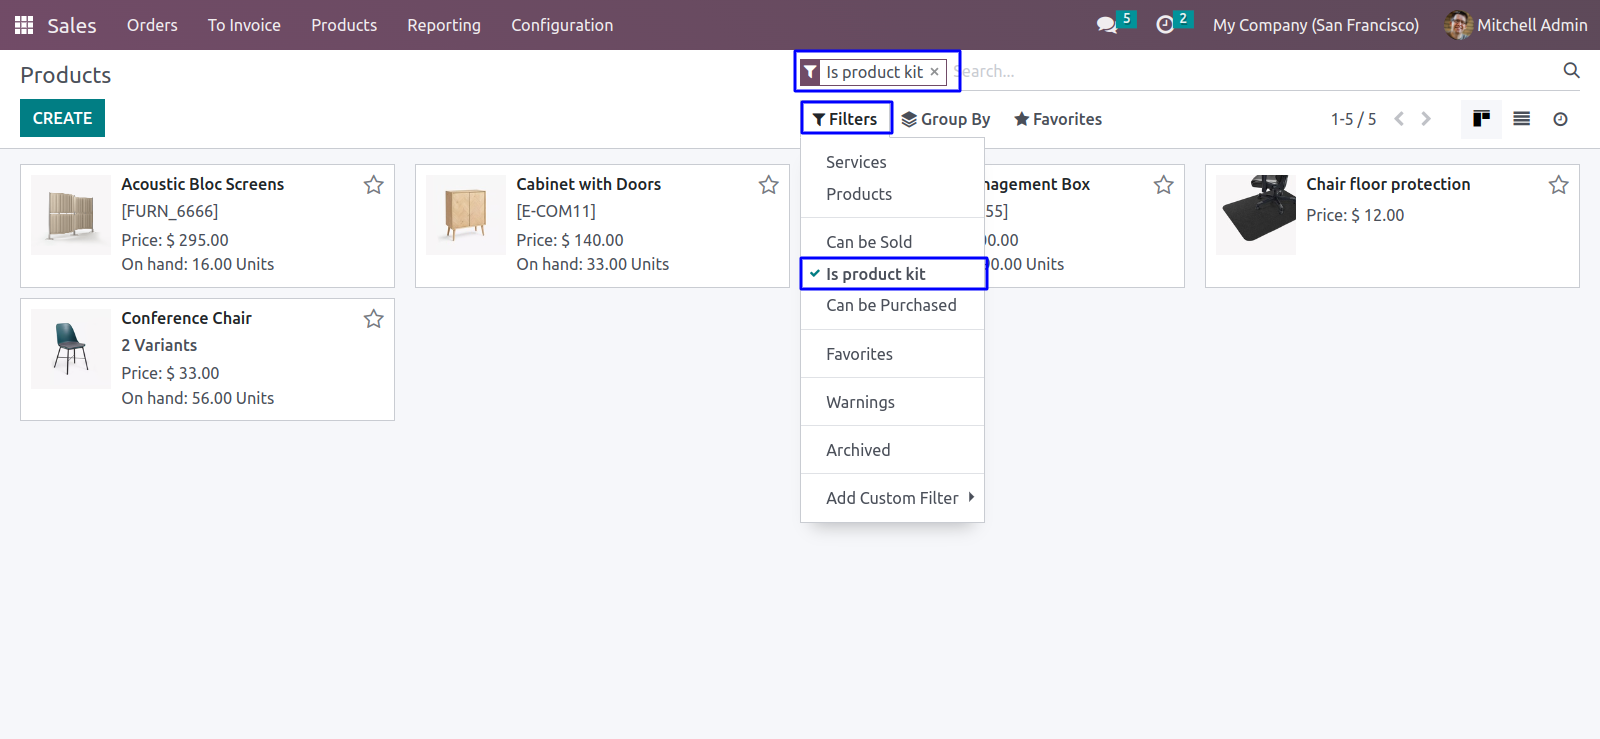 Sales Orders To Invoice Products Reporting Configuration 5 2 My Company (San Francisco) Mitchell Admin
Products
Is product kit × Search...
CREATE
Filters Group By Favorites 1-5 / 5
Services
Products
Can be Sold
Is product kit
Can be Purchased
Favorites
Warnings
Archived
Add Custom Filter
Acoustic Bloc Screens
[FURN_6666]
Price: $ 295.00
On hand: 16.00 Units
Cabinet with Doors
[E-COM11]
Price: $ 140.00
On hand: 33.00 Units
nagement Box
55]
00.00
90.00 Units
Chair floor protection
Price: $ 12.00
Conference Chair
2 Variants
Price: $ 33.00
On hand: 56.00 Units